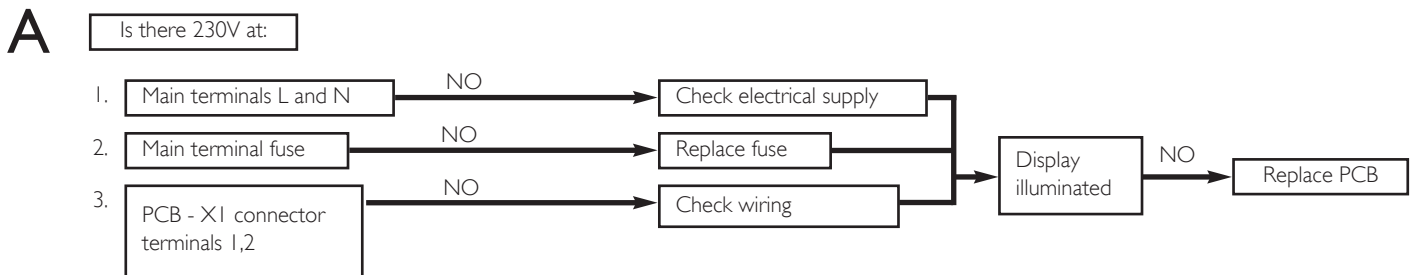 A
Is there 230V at:
1. Main terminals L and N
NO
Check electrical supply
2. Main terminal fuse
NO
Replace fuse
3. PCB - X1 connector
terminals 1,2
NO
Check wiring
Display
illuminated
NO
Replace PCB